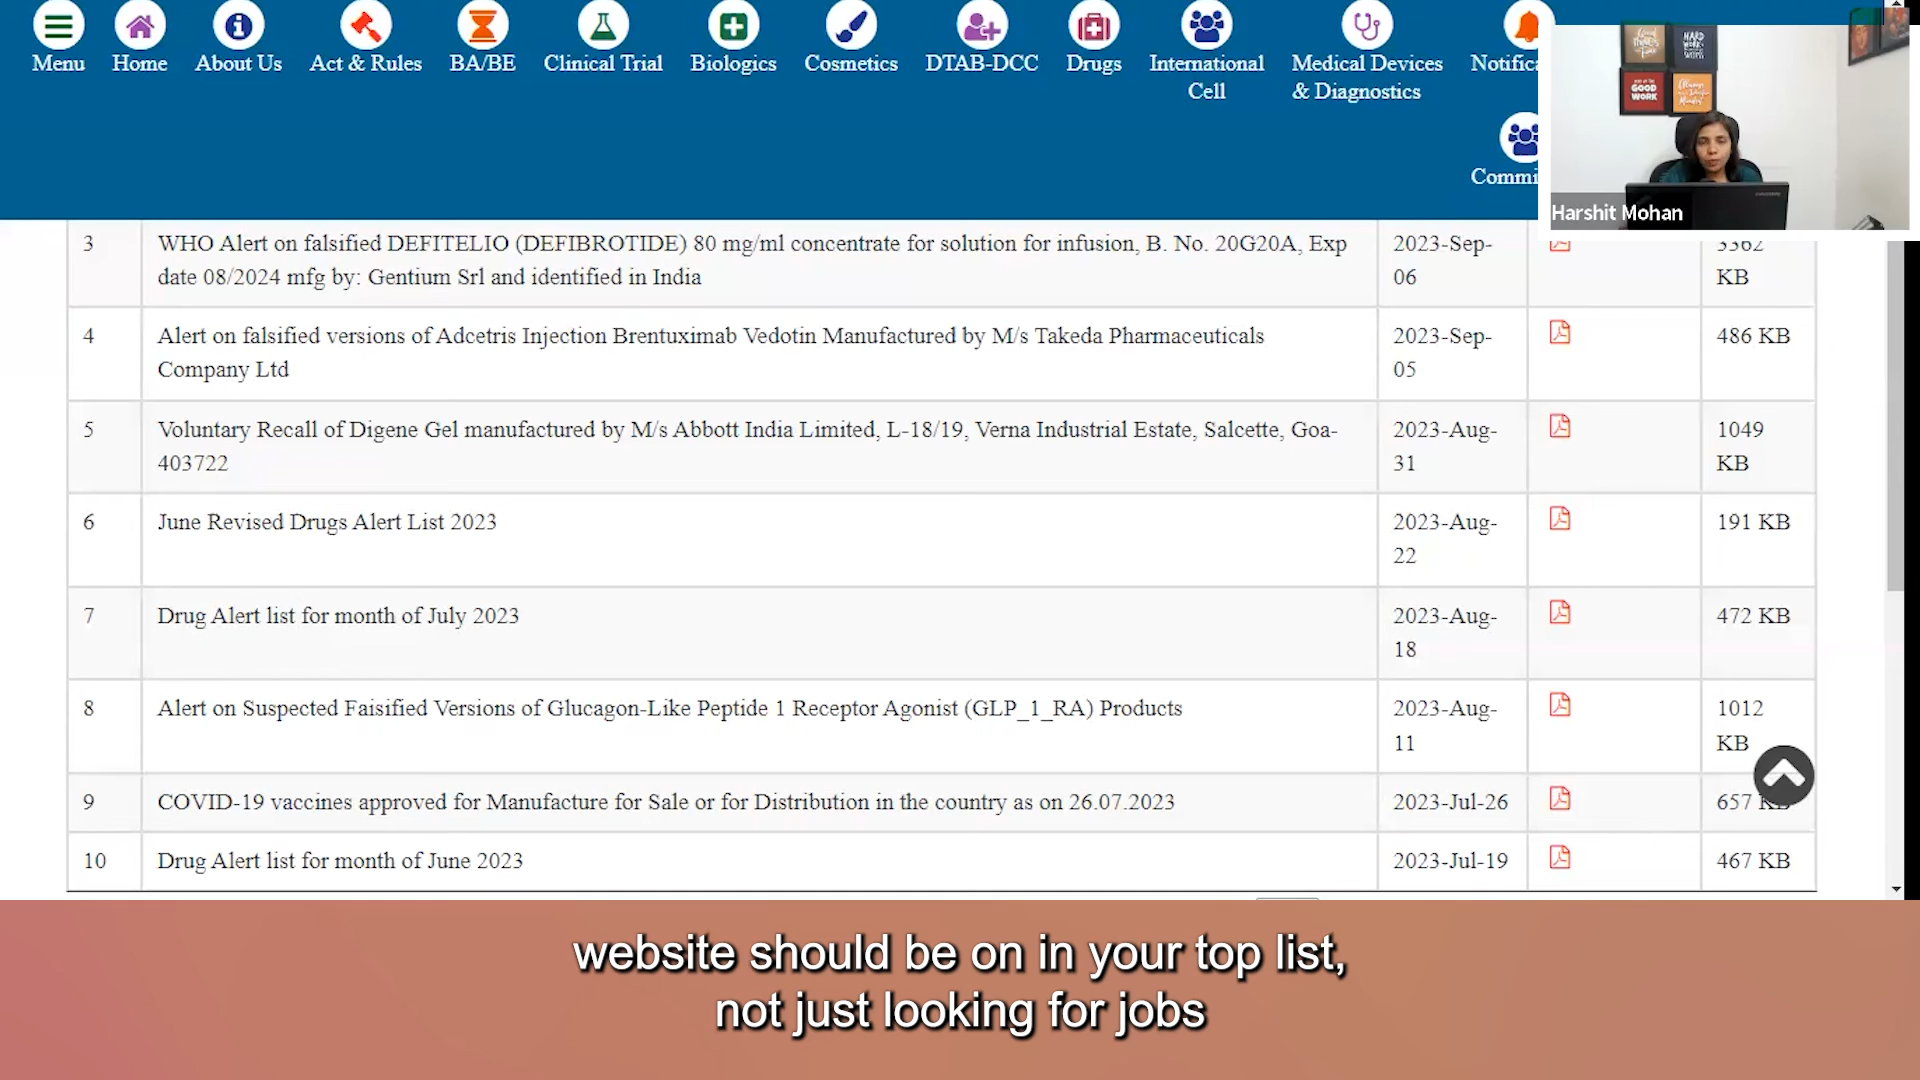 Menu
Home
About Us
Act & Rules
BA/BE
Clinical Trial
Biologics
Cosmetics
DTAB-DCC
Drugs
International
Cell
Medical Devices
& Diagnostics
Notifica
Commi
GOOD
WORK
HARD
Harshit Mohan
3 WHO Alert on falsified DEFITELIO (DEFIBROTIDE) 80 mg/ml concentrate for solution for infusion, B. No. 20G20A, Exp 2023-Sep- 3362
date 08/2024 mfg by: Gentium Srl and identified in India 06 KB
4 Alert on falsified versions of Adcetris Injection Brentuximab Vedotin Manufactured by M/s Takeda Pharmaceuticals 2023-Sep- 486 KB
Company Ltd 05
5 Voluntary Recall of Digene Gel manufactured by M/s Abbott India Limited, L-18/19, Verna Industrial Estate, Salcette, Goa- 2023-Aug- 1049
403722 31 KB
6 June Revised Drugs Alert List 2023 2023-Aug- 191 KB
22
7 Drug Alert list for month of July 2023 2023-Aug- 472 KB
18
8 Alert on Suspected Faisified Versions of Glucagon-Like Peptide 1 Receptor Agonist (GLP_1_RA) Products 2023-Aug- 1012
11 KB
9 COVID-19 vaccines approved for Manufacture for Sale or for Distribution in the country as on 26.07.2023 2023-Jul-26 657 KB
10 Drug Alert list for month of June 2023 2023-Jul-19 467 KB
website should be on in your top list,
not just looking for jobs